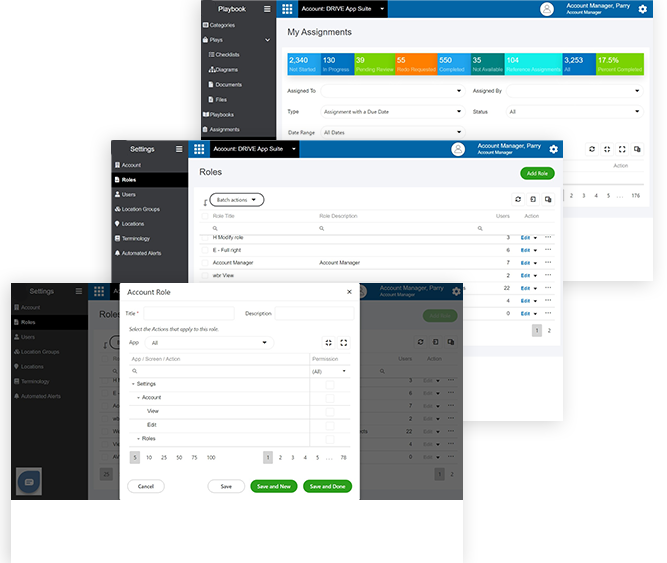 Playbook
Account: DRIVE App Suite
Account Manager, Parry
Account Manager
Categories
Plays
Checklists
Diagrams
Documents
Files
Playbooks
Assignments
My Assignments
2,340 130 39 55 550 35 104 3,253 17.5%
Not Started In Progress Pending Review Redo Requested Completed Not Available Reference Assignments All Percent Completed
Assigned To Assigned By
Type Assignment with a Due Date Status All
Date Range All Dates
Action
1 2 3 4 5 ... 176
Settings
Account: DRIVE App Suite
Account Manager, Parry
Account Manager
Account
Roles
Users
Location Groups
Locations
Terminology
Automated Alerts
Roles
Add Role
Batch actions
Role Title Role Description Users Action
H Modify role 3 Edit
E - Full right 6 Edit
Account Manager Account Manager 7 Edit
wbr View 2 Edit
22 Edit
4 Edit
0 Edit
1 2
Settings
Account Manager, Parry
Account Manager
Account
Roles
Users
Location Groups
Locations
Terminology
Automated Alerts
Users Action
3 Edit
6 Edit
7 Edit
2 Edit
22 Edit
4 Edit
0 Edit
25
1 2
Account Role
Title * Description
Select the Actions that apply to this role.
App All
App / Screen / Action Permission
(All)
Settings
Account
View
Edit
Roles
5 10 25 50 75 100 1 2 3 4 5 ... 78
Cancel Save Save and New Save and Done